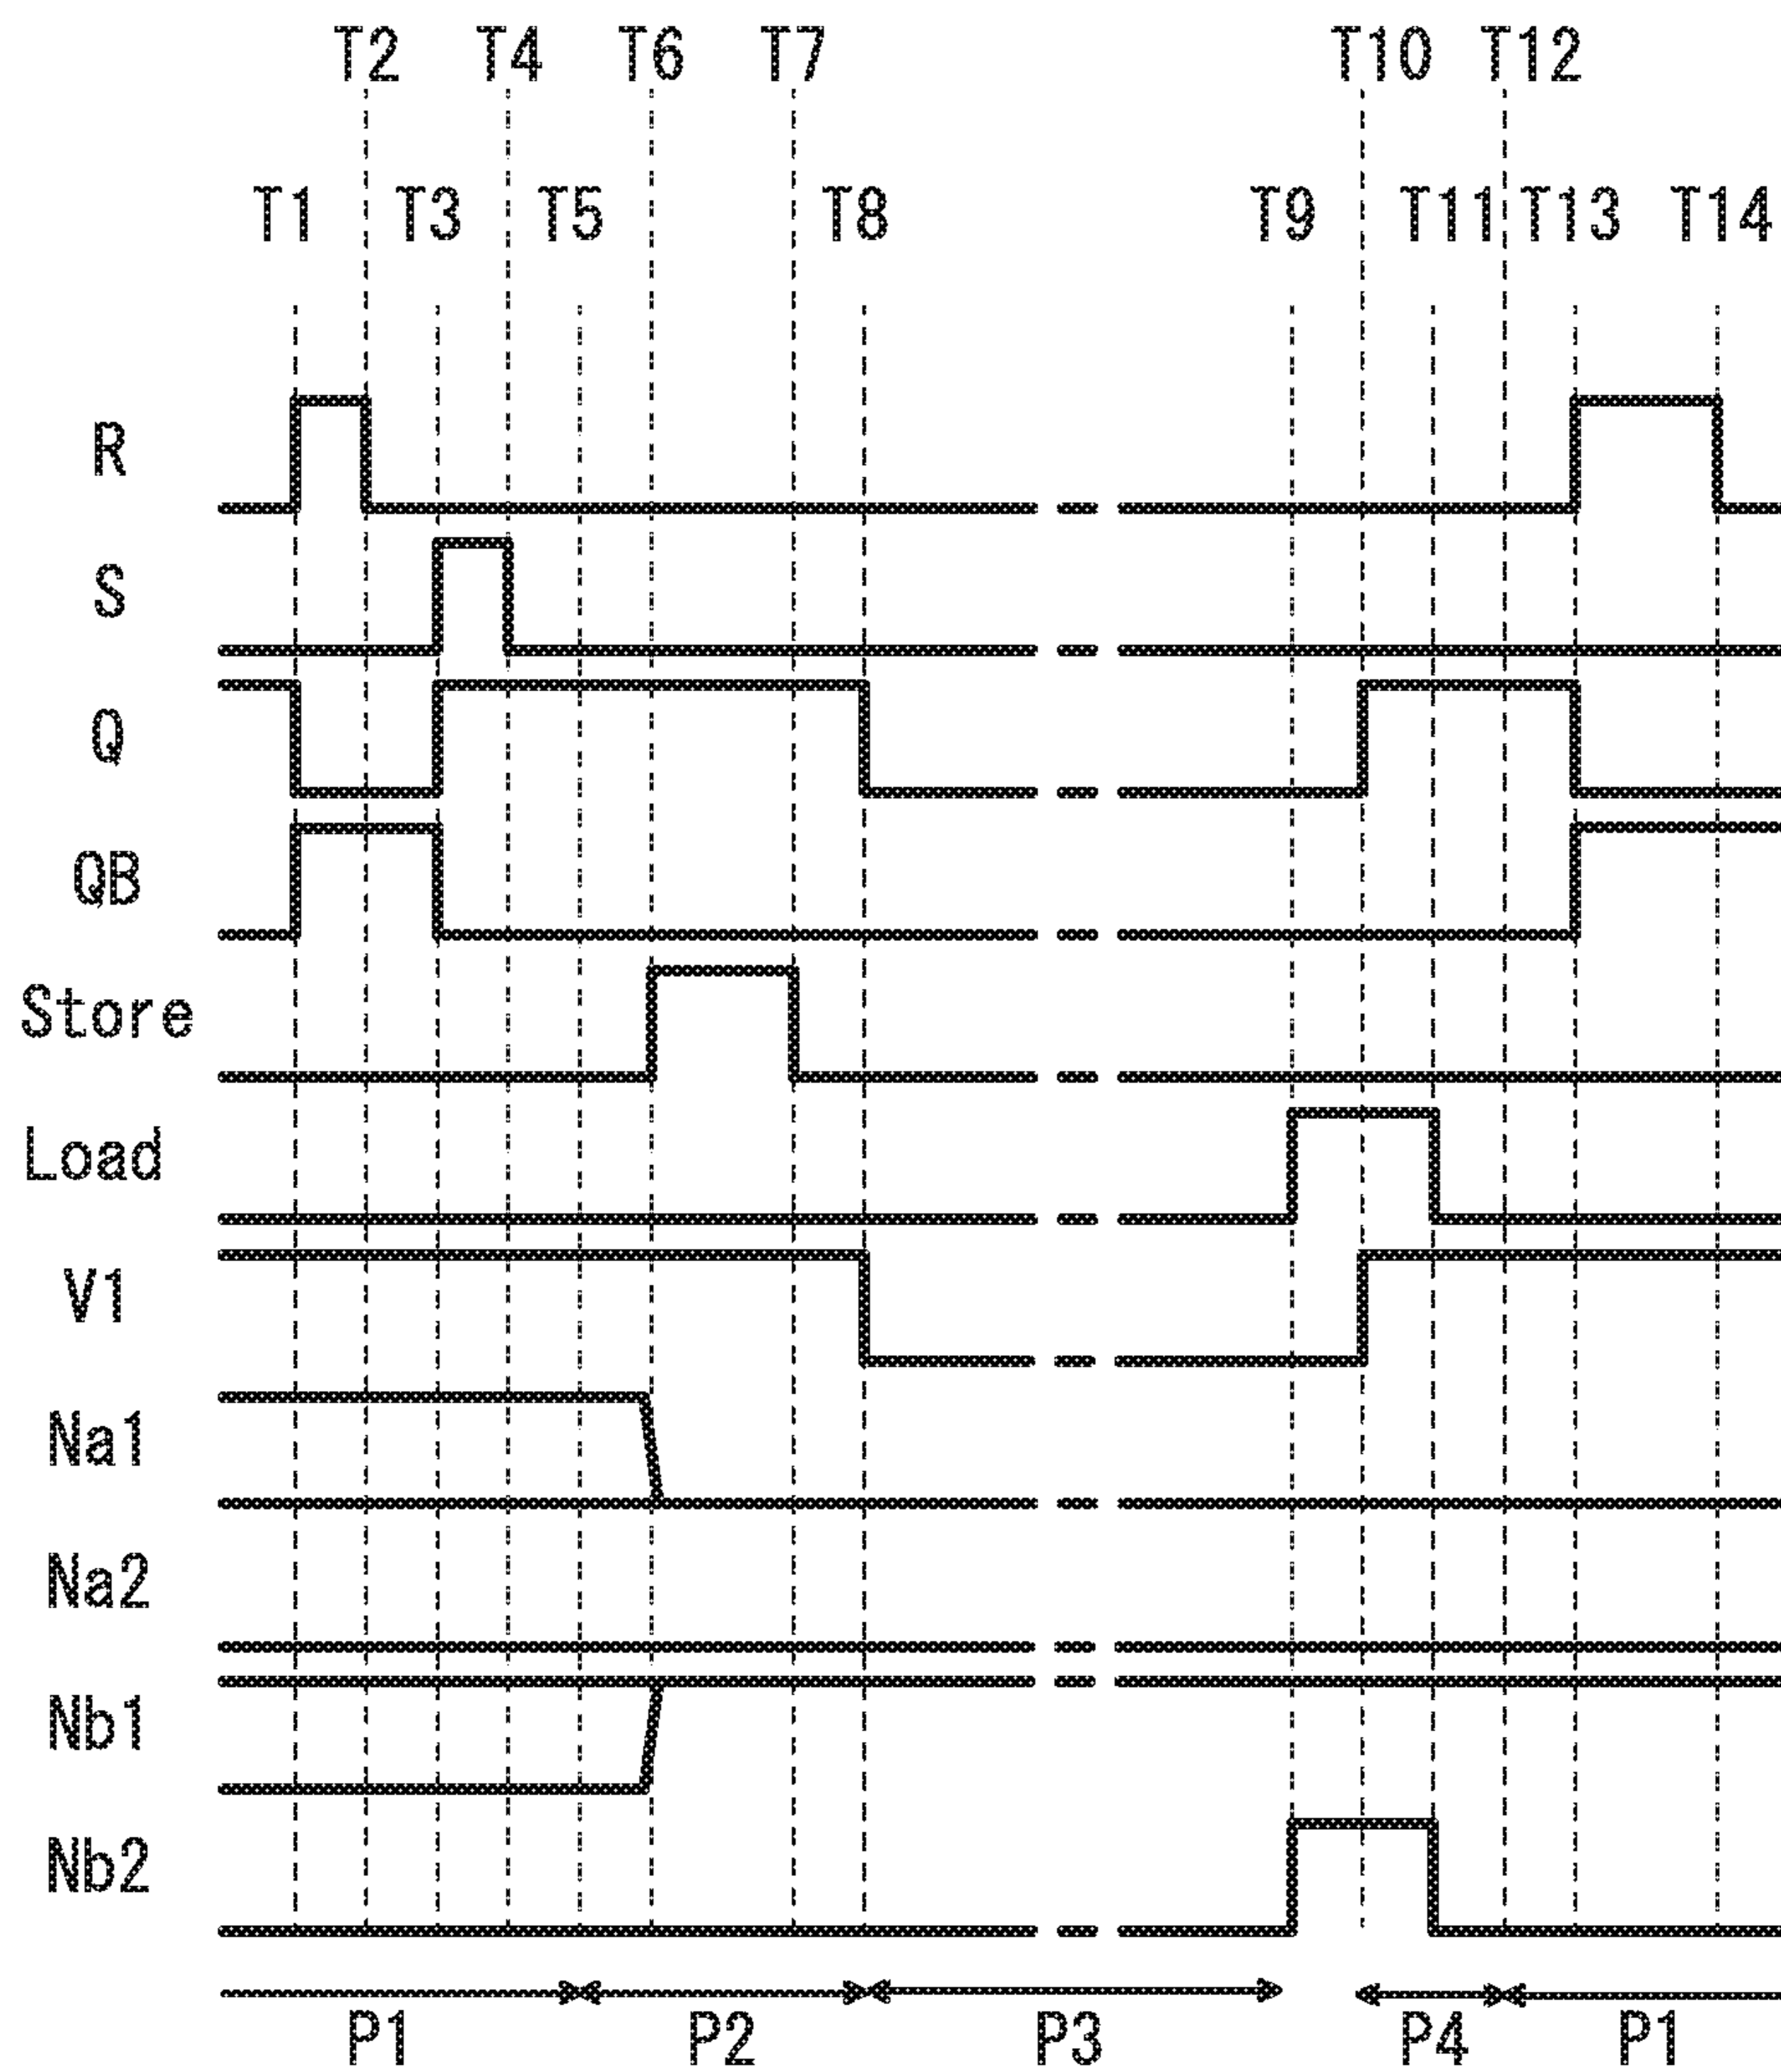 T2 T4 T6 T7 T10 T12
T1 T3 T5 T8 T9 T11 T13 T14
R
S
Q
QB
Store
Load
V1
Na1
Na2
Nb1
Nb2
P1 P2 P3 P4 P1